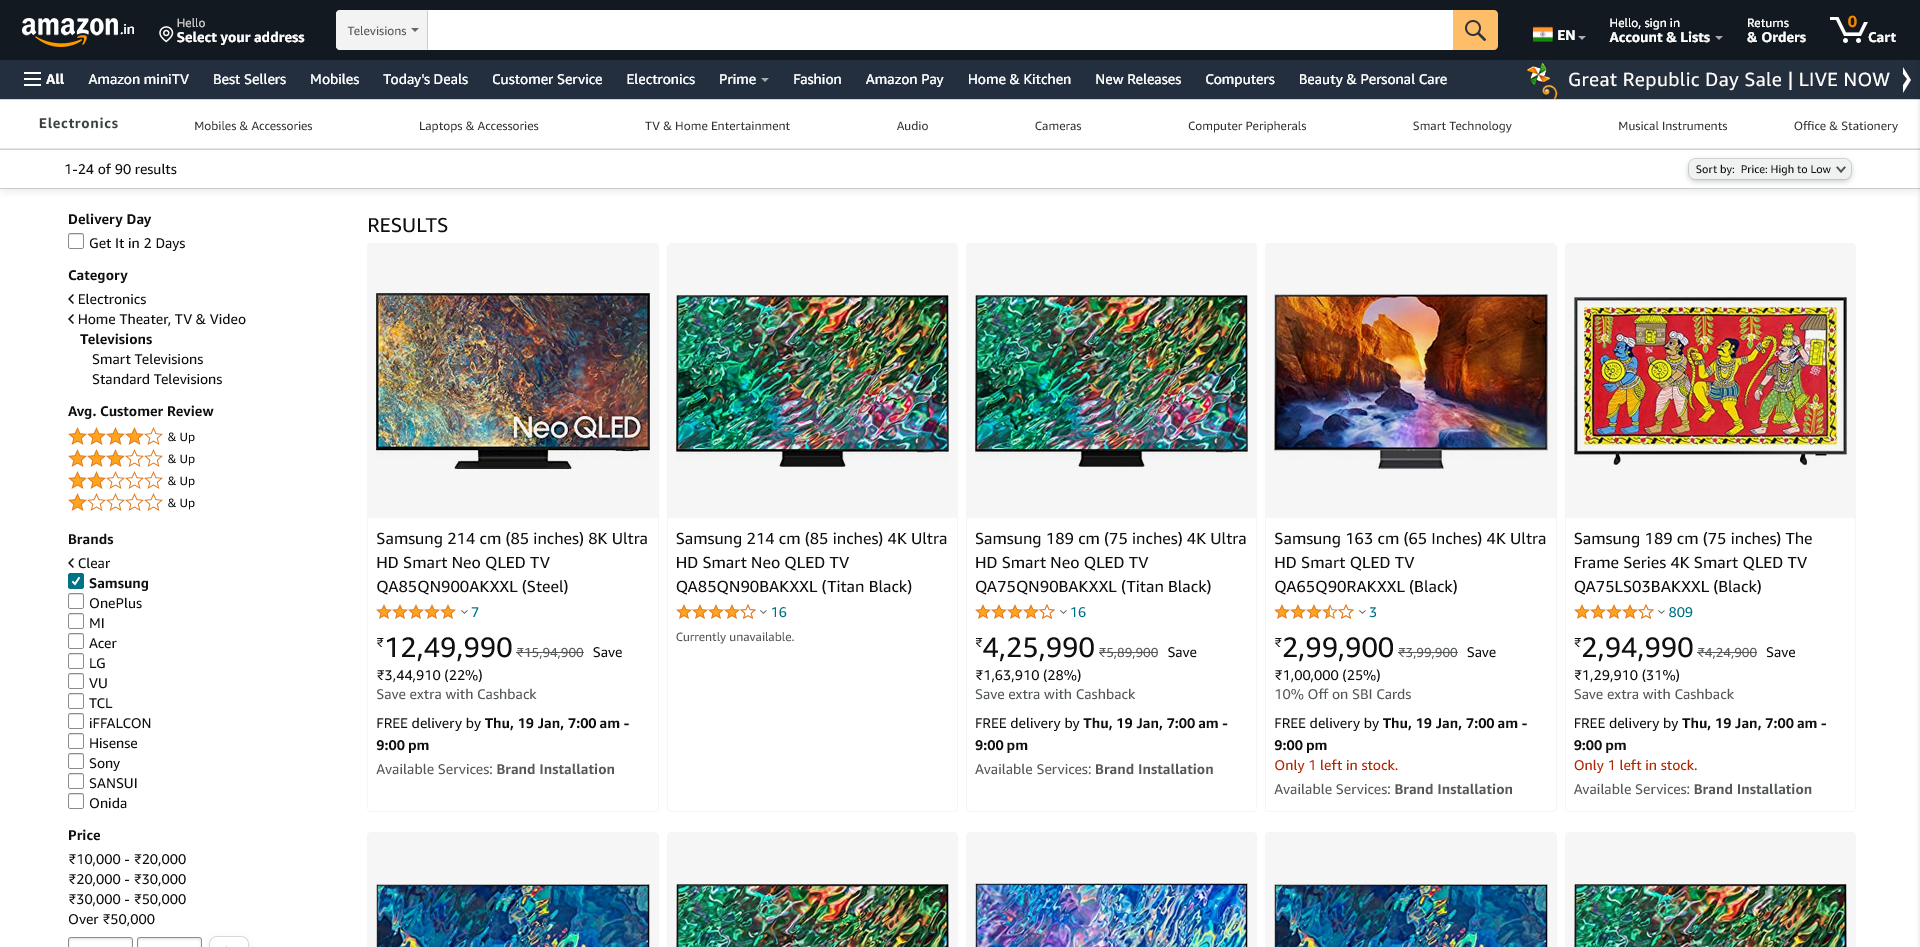 amazon.in
Hello
Select your address
Televisions
EN
Hello, sign in
Account & Lists
Returns
& Orders
0
Cart
All
Amazon miniTV
Best Sellers
Mobiles
Today's Deals
Customer Service
Electronics
Prime
Fashion
Amazon Pay
Home & Kitchen
New Releases
Computers
Beauty & Personal Care
Great Republic Day Sale | LIVE NOW
Electronics
Mobiles & Accessories
Laptops & Accessories
TV & Home Entertainment
Audio
Cameras
Computer Peripherals
Smart Technology
Musical Instruments
Office & Stationery
1-24 of 90 results
Sort by: Price: High to Low
Delivery Day
Get It in 2 Days
Category
Electronics
Home Theater, TV & Video
Televisions
Smart Televisions
Standard Televisions
Avg. Customer Review
& Up
& Up
& Up
& Up
Brands
Clear
Samsung
OnePlus
MI
Acer
LG
VU
TCL
iFFALCON
Hisense
Sony
SANSUI
Onida
Price
₹10,000 - ₹20,000
₹20,000 - ₹30,000
₹30,000 - ₹50,000
Over ₹50,000
RESULTS
Neo QLED
Samsung 214 cm (85 inches) 8K Ultra
HD Smart Neo QLED TV
QA85QN900AKXXL (Steel)
7
₹12,49,990 ₹15,94,900 Save
₹3,44,910 (22%)
Save extra with Cashback
FREE delivery by Thu, 19 Jan, 7:00 am -
9:00 pm
Available Services: Brand Installation
Samsung 214 cm (85 inches) 4K Ultra
HD Smart Neo QLED TV
QA85QN90BAKXXL (Titan Black)
16
Currently unavailable.
Samsung 189 cm (75 inches) 4K Ultra
HD Smart Neo QLED TV
QA75QN90BAKXXL (Titan Black)
16
₹4,25,990 ₹5,89,900 Save
₹1,63,910 (28%)
Save extra with Cashback
FREE delivery by Thu, 19 Jan, 7:00 am -
9:00 pm
Available Services: Brand Installation
Samsung 163 cm (65 Inches) 4K Ultra
HD Smart QLED TV
QA65Q90RAKXXL (Black)
3
₹2,99,900 ₹3,99,900 Save
₹1,00,000 (25%)
10% Off on SBI Cards
FREE delivery by Thu, 19 Jan, 7:00 am -
9:00 pm
Only 1 left in stock.
Available Services: Brand Installation
Samsung 189 cm (75 inches) The
Frame Series 4K Smart QLED TV
QA75LS03BAKXXL (Black)
809
₹2,94,990 ₹4,24,900 Save
₹1,29,910 (31%)
Save extra with Cashback
FREE delivery by Thu, 19 Jan, 7:00 am -
9:00 pm
Only 1 left in stock.
Available Services: Brand Installation